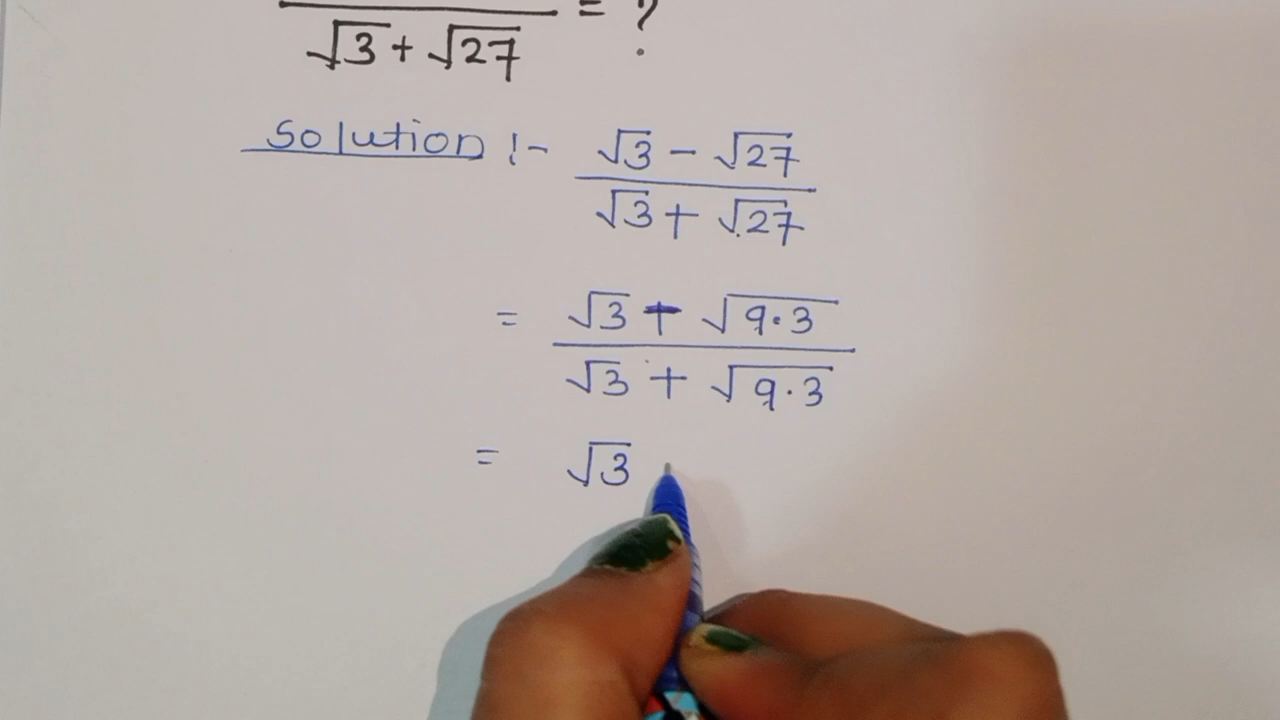 = ?
√3 + √27
Solution :- √3 - √27
√3 + √27
= √3 + √9·3
√3 + √9·3
= √3